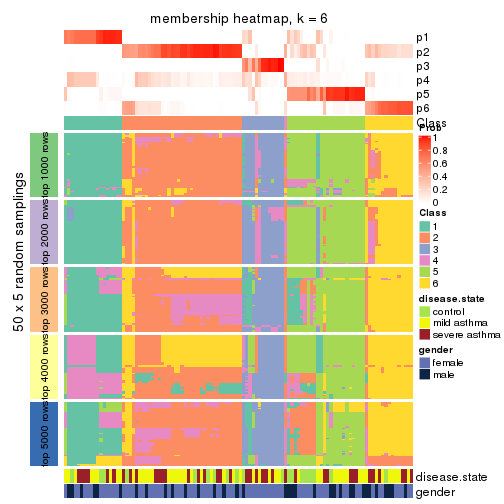 membership heatmap, k = 6
p1
p2
p3
p4
p5
p6
Class
50 x 5 random samplings
top 1000 rows
top 2000 rows
top 3000 rows
top 4000 rows
top 5000 rows
Prob
1
0.8
0.6
0.4
0.2
0
Class
1
2
3
4
5
6
disease.state
control
mild asthma
severe asthma
gender
female
male
disease.state
gender